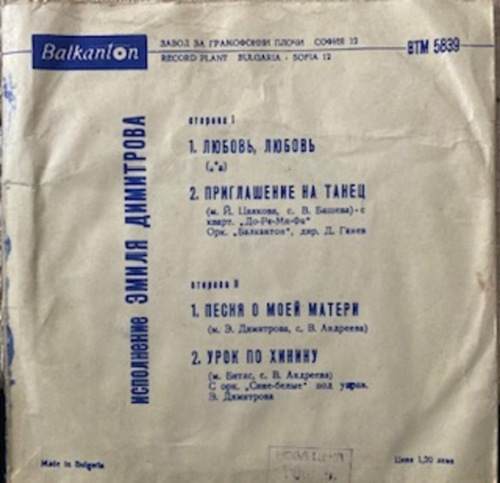 Balkanton
ЗАВОД ЗА ГРАМОФОННИ ПЛОЧИ СОФИЯ 12
RECORD PLANT BULGARIA - SOFIA 12
ВТМ 5839
исполнение ЭМИЛЯ ДИМИТРОВА
сторона I
1. ЛЮБОВЬ, ЛЮБОВЬ
2. ПРИГЛАШЕНИЕ НА ТАНЕЦ
(м. Й. Цанкова, с. В. Башева) - с
кварт. „До-Ре-Ми-Фа"
Орк. „Балкантон", дир. Д. Ганев
сторона II
1. ПЕСНЯ О МОЕЙ МАТЕРИ
(м. Э. Димитрова, с. В. Андреева)
2. УРОК ПО ХИНИНУ
(м. Битас, с. В. Андреева)
С орк. „Сине-белые" под управ.
Э. Димитрова
Made in Bulgaria
Цена 1,20 лева